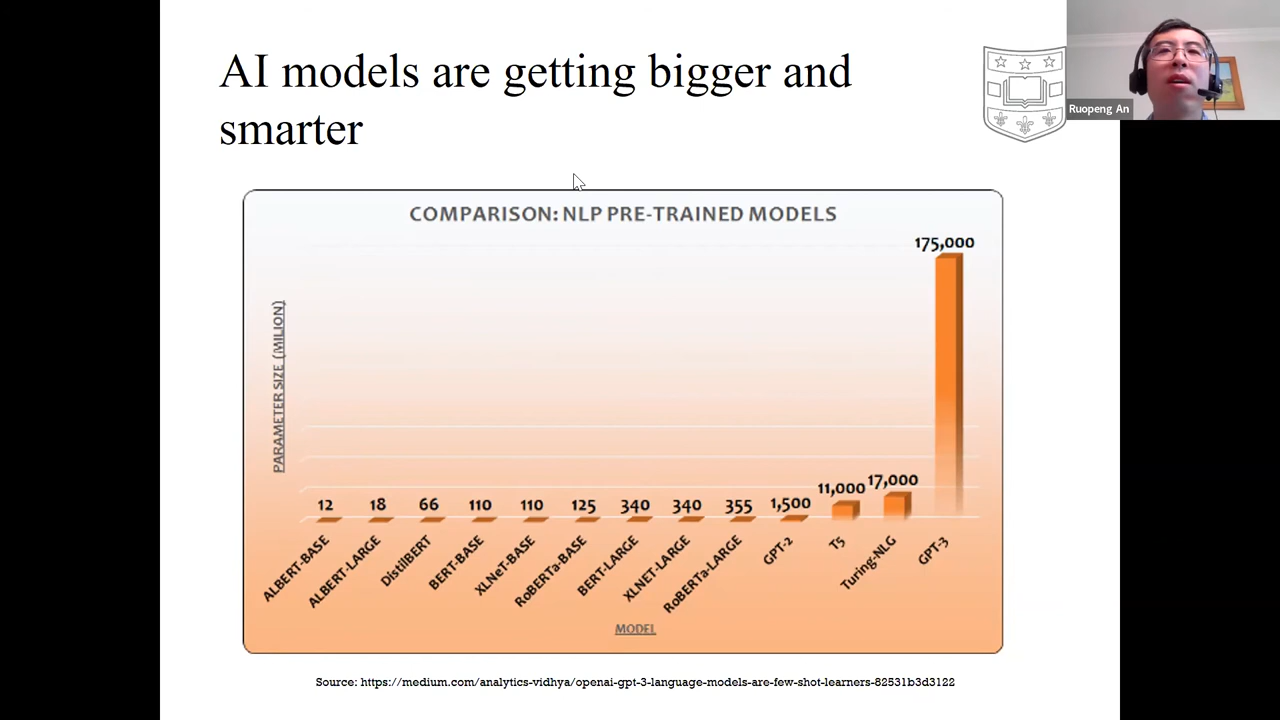 AI models are getting bigger and
smarter
Ruopeng An
COMPARISON: NLP PRE-TRAINED MODELS
PARAMETER SIZE (MILION)
175,000
12
18
66
110
110
125
340
340
355
1,500
11,000
17,000
ALBERT-BASE
ALBERT-LARGE
DistilBERT
BERT-BASE
XLNeT-BASE
RoBERTa-BASE
BERT-LARGE
XLNET-LARGE
RoBERTa-LARGE
GPT-2
T5
Turing-NLG
GPT-3
MODEL
Source: https://medium.com/analytics-vidhya/openai-gpt-3-language-models-are-few-shot-learners-82531b3d3122